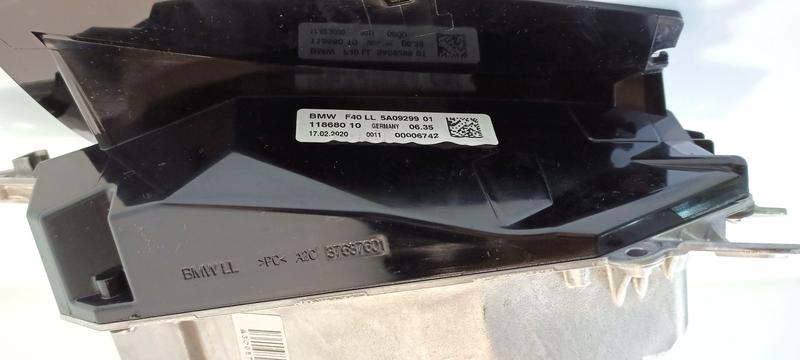 BMW F40 LL 5A09299 01
118680 10 GERMANY 06.35
17.02.2020 0011 00006742
BMW LL >PC< A2C 37637601